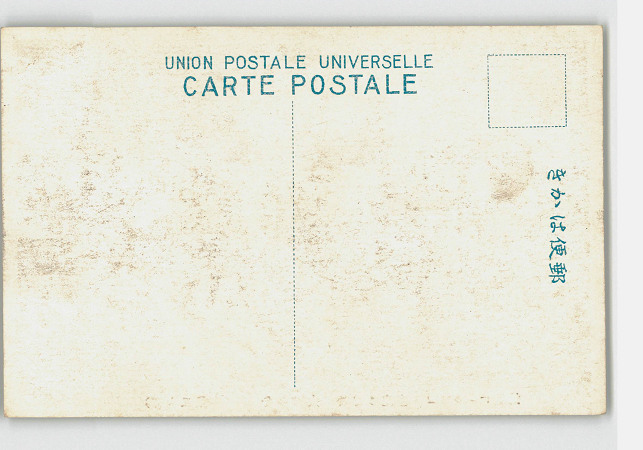 UNION POSTALE UNIVERSELLE
CARTE POSTALE
郵便はかき